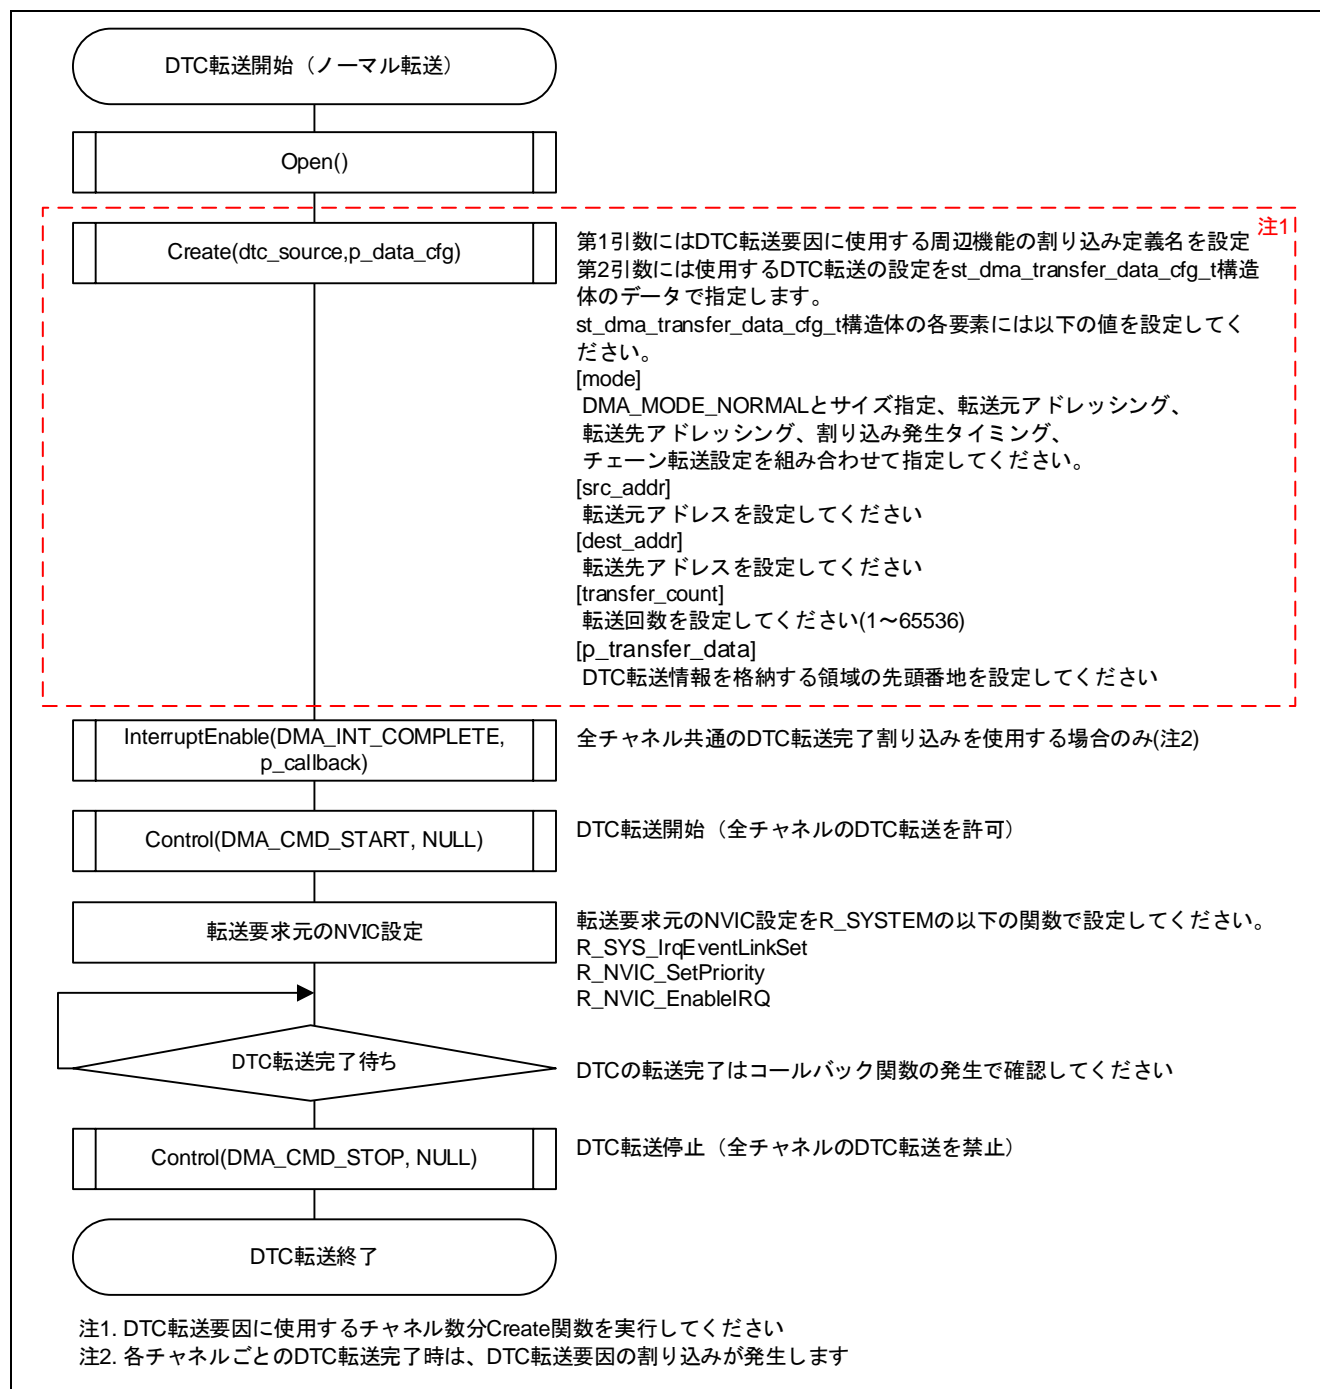 DTC転送開始（ノーマル転送）
Open()
注1
Create(dtc_source,p_data_cfg)
第1引数にはDTC転送要因に使用する周辺機能の割り込み定義名を設定
第2引数には使用するDTC転送の設定をst_dma_transfer_data_cfg_t構造
体のデータで指定します。
st_dma_transfer_data_cfg_t構造体の各要素には以下の値を設定してく
ださい。
[mode]
DMA_MODE_NORMALとサイズ指定、転送元アドレッシング、
転送先アドレッシング、割り込み発生タイミング、
チェーン転送設定を組み合わせて指定してください。
[src_addr]
転送元アドレスを設定してください
[dest_addr]
転送先アドレスを設定してください
[transfer_count]
転送回数を設定してください(1～65536)
[p_transfer_data]
DTC転送情報を格納する領域の先頭番地を設定してください
InterruptEnable(DMA_INT_COMPLETE,
p_callback)
全チャネル共通のDTC転送完了割り込みを使用する場合のみ(注2)
Control(DMA_CMD_START, NULL)
DTC転送開始（全チャネルのDTC転送を許可）
転送要求元のNVIC設定
転送要求元のNVIC設定をR_SYSTEMの以下の関数で設定してください。
R_SYS_IrqEventLinkSet
R_NVIC_SetPriority
R_NVIC_EnableIRQ
DTC転送完了待ち
DTCの転送完了はコールバック関数の発生で確認してください
Control(DMA_CMD_STOP, NULL)
DTC転送停止（全チャネルのDTC転送を禁止）
DTC転送終了
注1. DTC転送要因に使用するチャネル数分Create関数を実行してください
注2. 各チャネルごとのDTC転送完了時は、DTC転送要因の割り込みが発生します